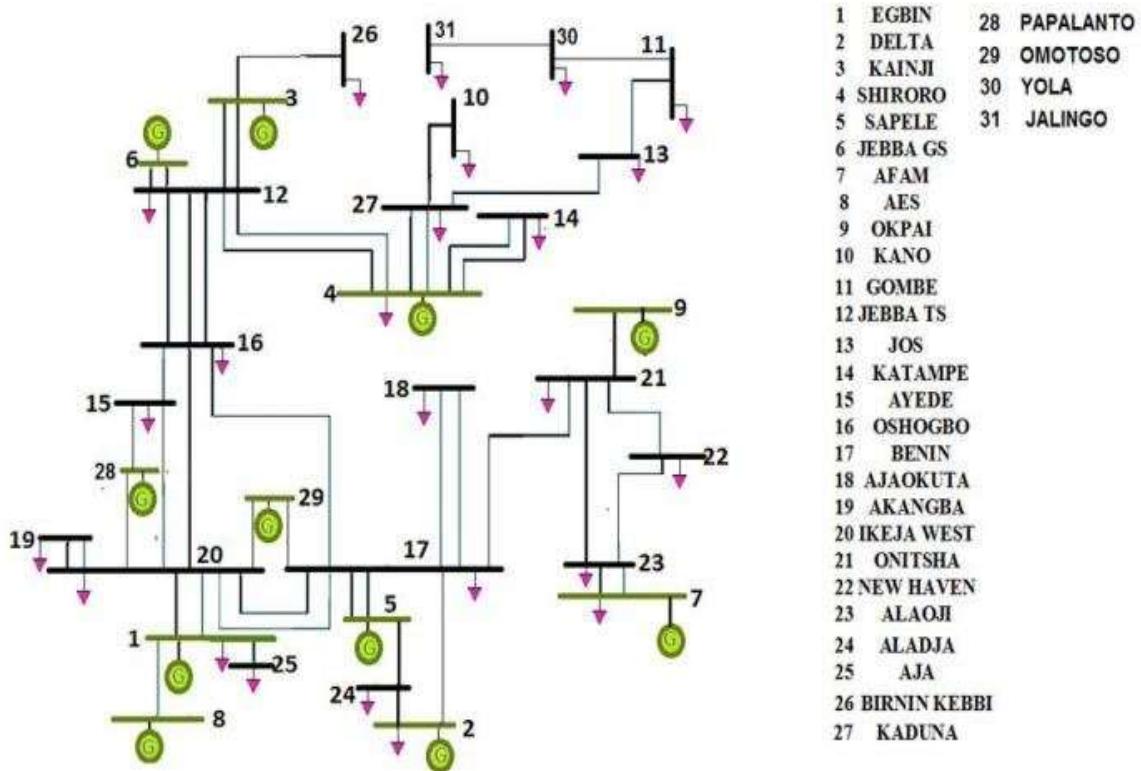 26
31
30
11
3
10
G
G
6
13
12
27
14
4
G
9
G
16
21
18
15
22
28
G
29
G
19
20
17
23
5
7
G
1
G
25
G
24
8
2
G
G
1 EGBIN
2 DELTA
3 KAINJI
4 SHIRORO
5 SAPELE
6 JEBBA GS
7 AFAM
8 AES
9 OKPAI
10 KANO
11 GOMBE
12 JEBBA TS
13 JOS
14 KATAMPE
15 AYEDE
16 OSHOGBO
17 BENIN
18 AJAOKUTA
19 AKANGBA
20 IKEJA WEST
21 ONITSHA
22 NEW HAVEN
23 ALAOJI
24 ALADJA
25 AJA
26 BIRNIN KEBBI
27 KADUNA
28 PAPALANTO
29 OMOTOSO
30 YOLA
31 JALINGO